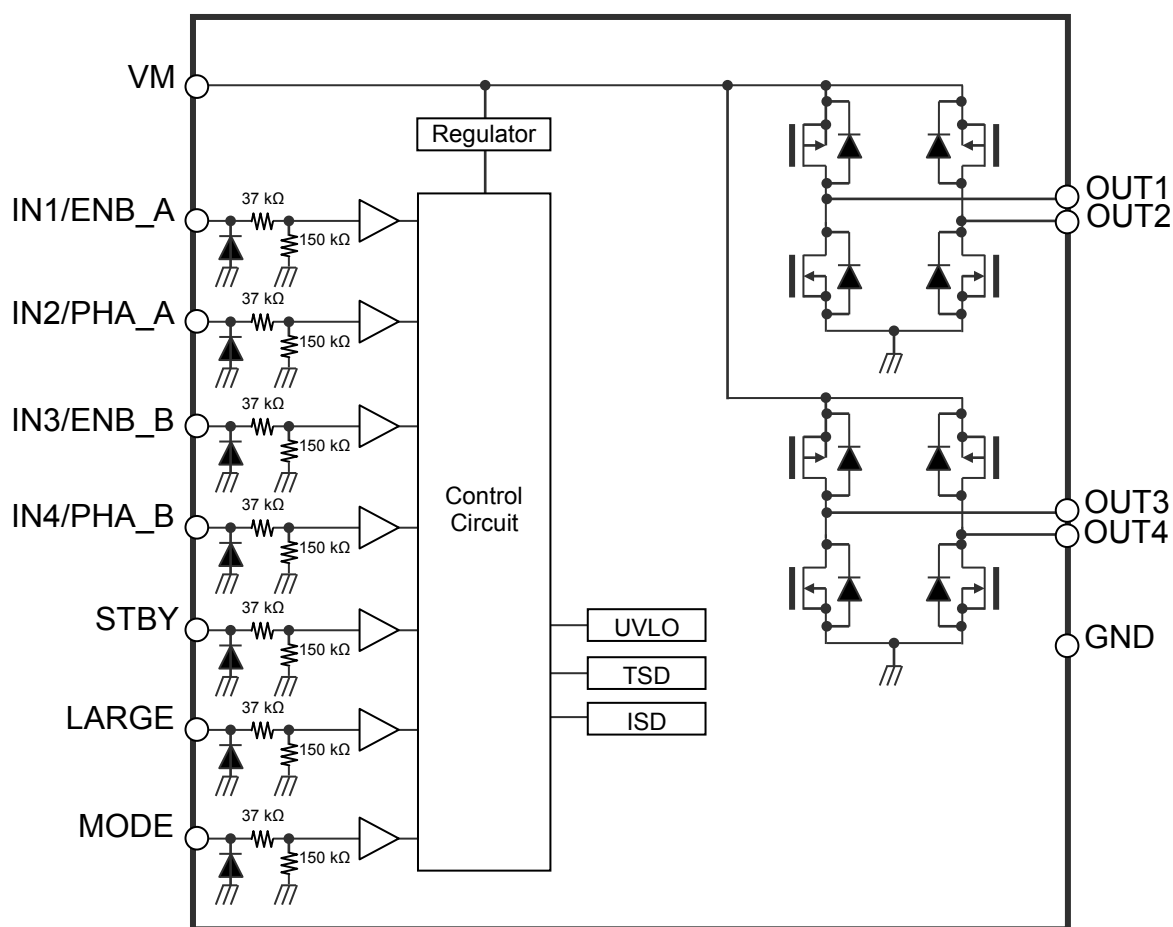 VM
Regulator
IN1/ENB_A
37 kΩ
150 kΩ
OUT1
OUT2
IN2/PHA_A
37 kΩ
150 kΩ
IN3/ENB_B
37 kΩ
150 kΩ
Control
Circuit
IN4/PHA_B
37 kΩ
150 kΩ
OUT3
OUT4
STBY
37 kΩ
150 kΩ
UVLO
GND
TSD
LARGE
37 kΩ
150 kΩ
ISD
MODE
37 kΩ
150 kΩ